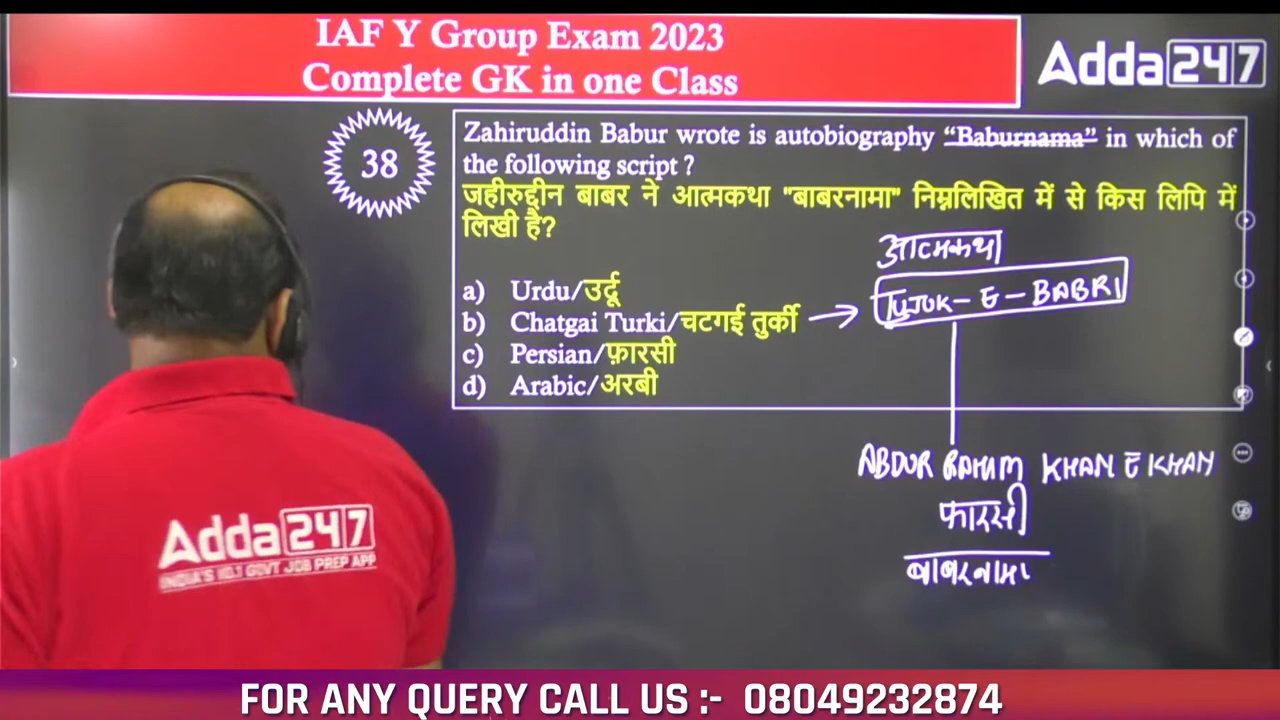 IAF Y Group Exam 2023
Complete GK in one Class
Adda247
38
Zahiruddin Babur wrote is autobiography “Baburnama” in which of
the following script ?
जहीरुद्दीन बाबर ने आत्मकथा "बाबरनामा" निम्नलिखित में से किस लिपि में
लिखी है?
आत्मकथा
a) Urdu/उर्दू
TUJUK-E-BABRI
b) Chatgai Turki/चटगई तुर्की
c) Persian/फ़ारसी
d) Arabic/अरबी
ABDUR RAHIM KHAN E KHAN
फारसी
बाबरनामा
Adda247
INDIA'S NO.1 GOVT JOB PREP APP
FOR ANY QUERY CALL US :- 08049232874